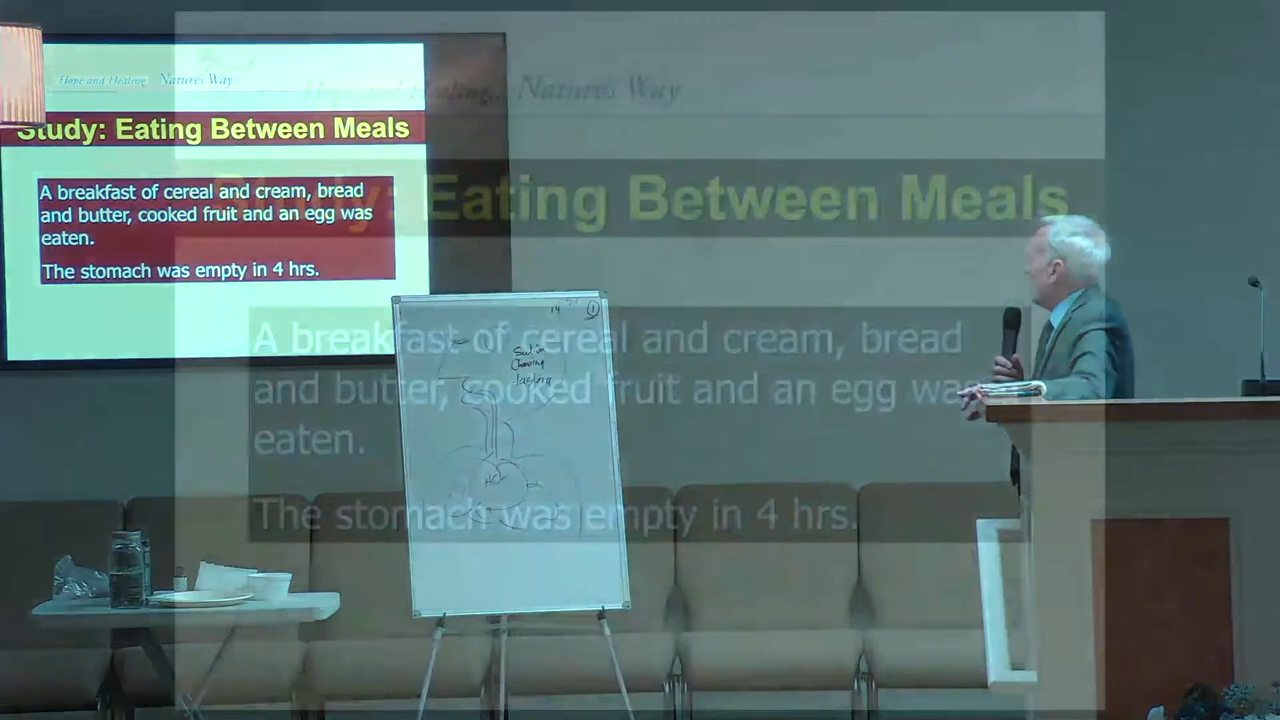 Hope and Healing... Nature's Way
Study: Eating Between Meals
A breakfast of cereal and cream, bread
and butter, cooked fruit and an egg was
eaten.
The stomach was empty in 4 hrs.
Hope and Healing... Nature's Way
Study: Eating Between Meals
A breakfast of cereal and cream, bread
and butter, cooked fruit and an egg was
eaten.
The stomach was empty in 4 hrs.
14
1
Chewing
tasting
HCL